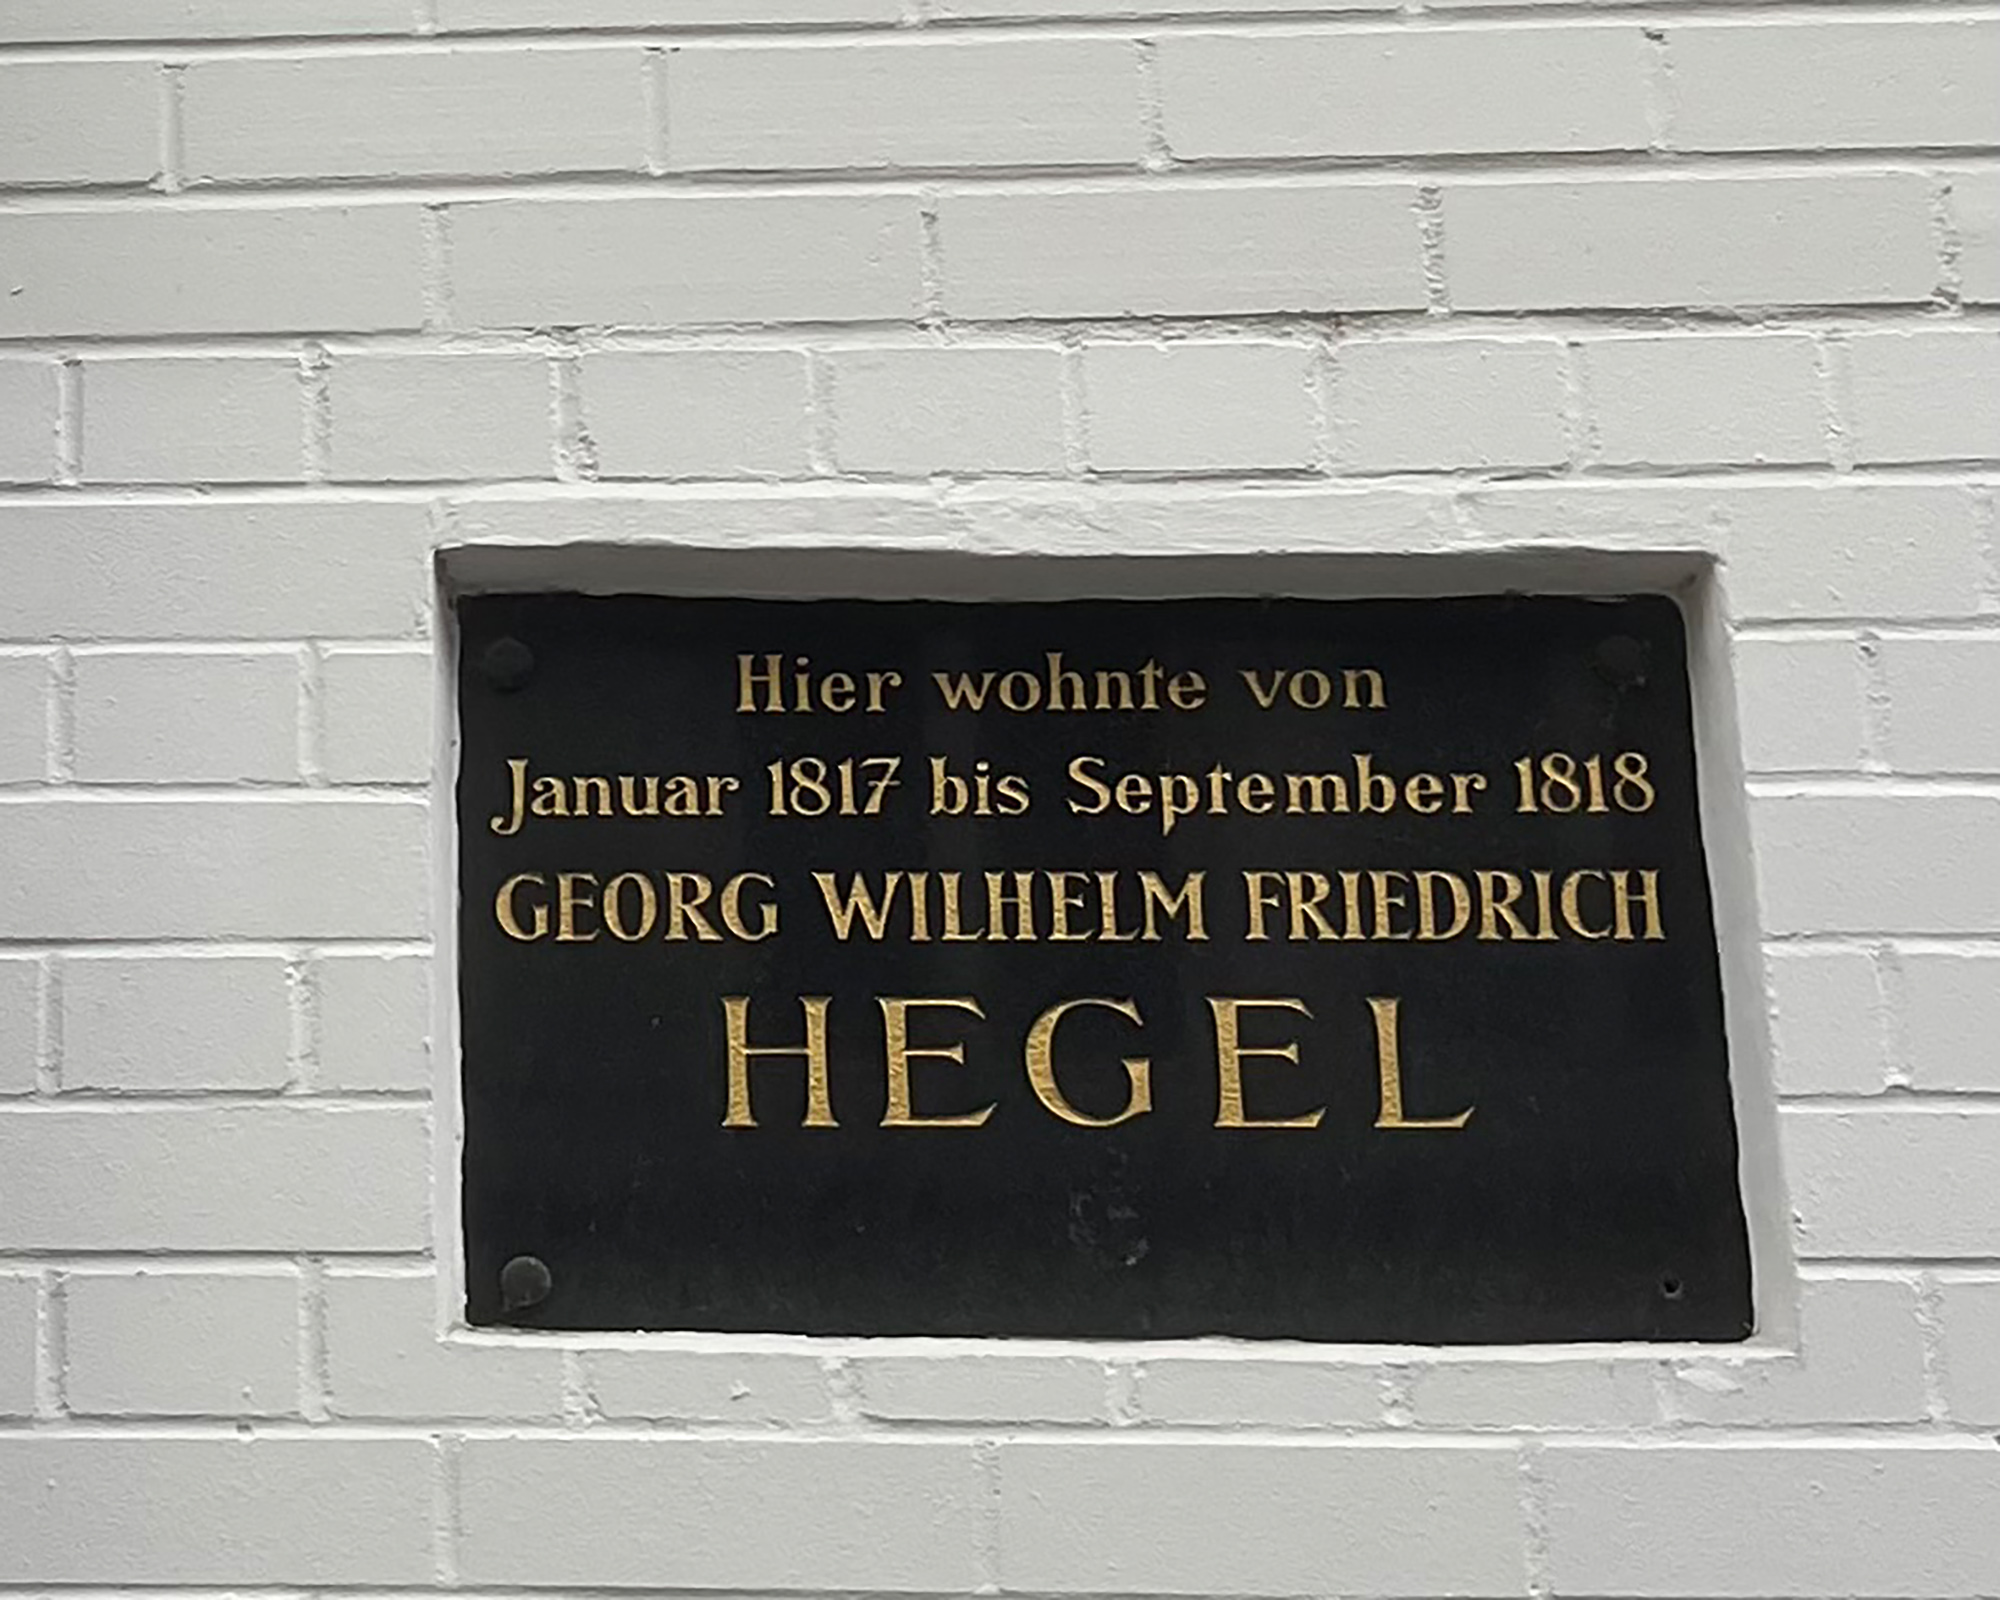 Hier wohnte von
Januar 1817 bis September 1818
GEORG WILHELM FRIEDRICH
HEGEL